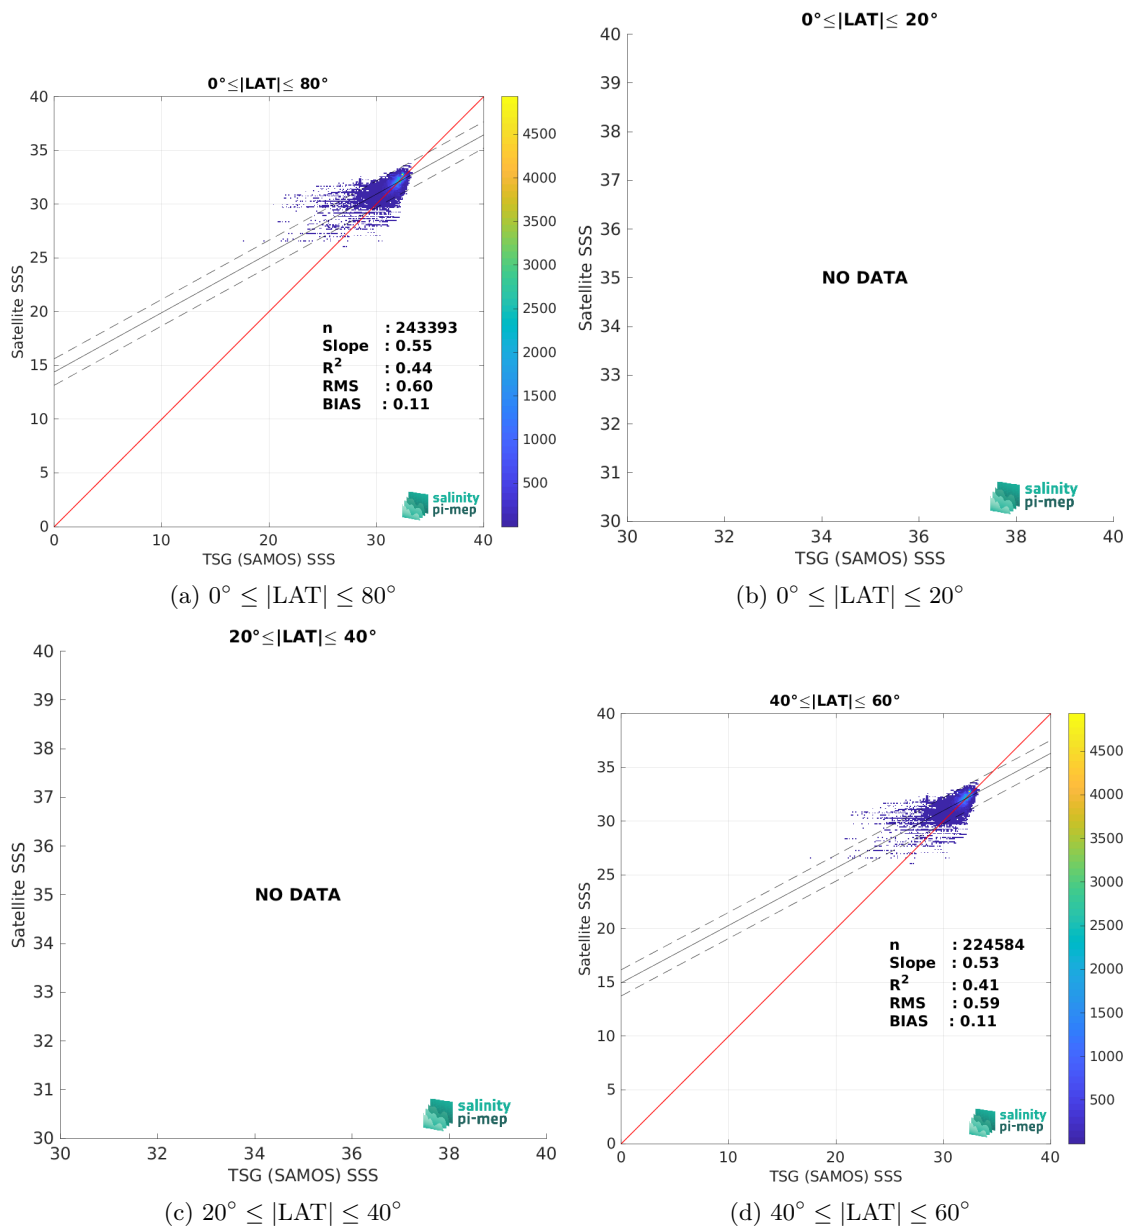 0°≤|LAT|≤ 80°
40
35
30
25
20
15
10
5
0
0
10
20
30
40
Satellite SSS
TSG (SAMOS) SSS
n : 243393
Slope : 0.55
R² : 0.44
RMS : 0.60
BIAS : 0.11
salinity
pi-mep
4500
4000
3500
3000
2500
2000
1500
1000
500
(a) 0° ≤ |LAT| ≤ 80°
0°≤|LAT|≤ 20°
40
39
38
37
36
35
34
33
32
31
30
30
32
34
36
38
40
Satellite SSS
TSG (SAMOS) SSS
NO DATA
salinity
pi-mep
(b) 0° ≤ |LAT| ≤ 20°
20°≤|LAT|≤ 40°
40
39
38
37
36
35
34
33
32
31
30
30
32
34
36
38
40
Satellite SSS
TSG (SAMOS) SSS
NO DATA
salinity
pi-mep
(c) 20° ≤ |LAT| ≤ 40°
40°≤|LAT|≤ 60°
40
35
30
25
20
15
10
5
0
0
10
20
30
40
Satellite SSS
TSG (SAMOS) SSS
n : 224584
Slope : 0.53
R² : 0.41
RMS : 0.59
BIAS : 0.11
salinity
pi-mep
4500
4000
3500
3000
2500
2000
1500
1000
500
(d) 40° ≤ |LAT| ≤ 60°